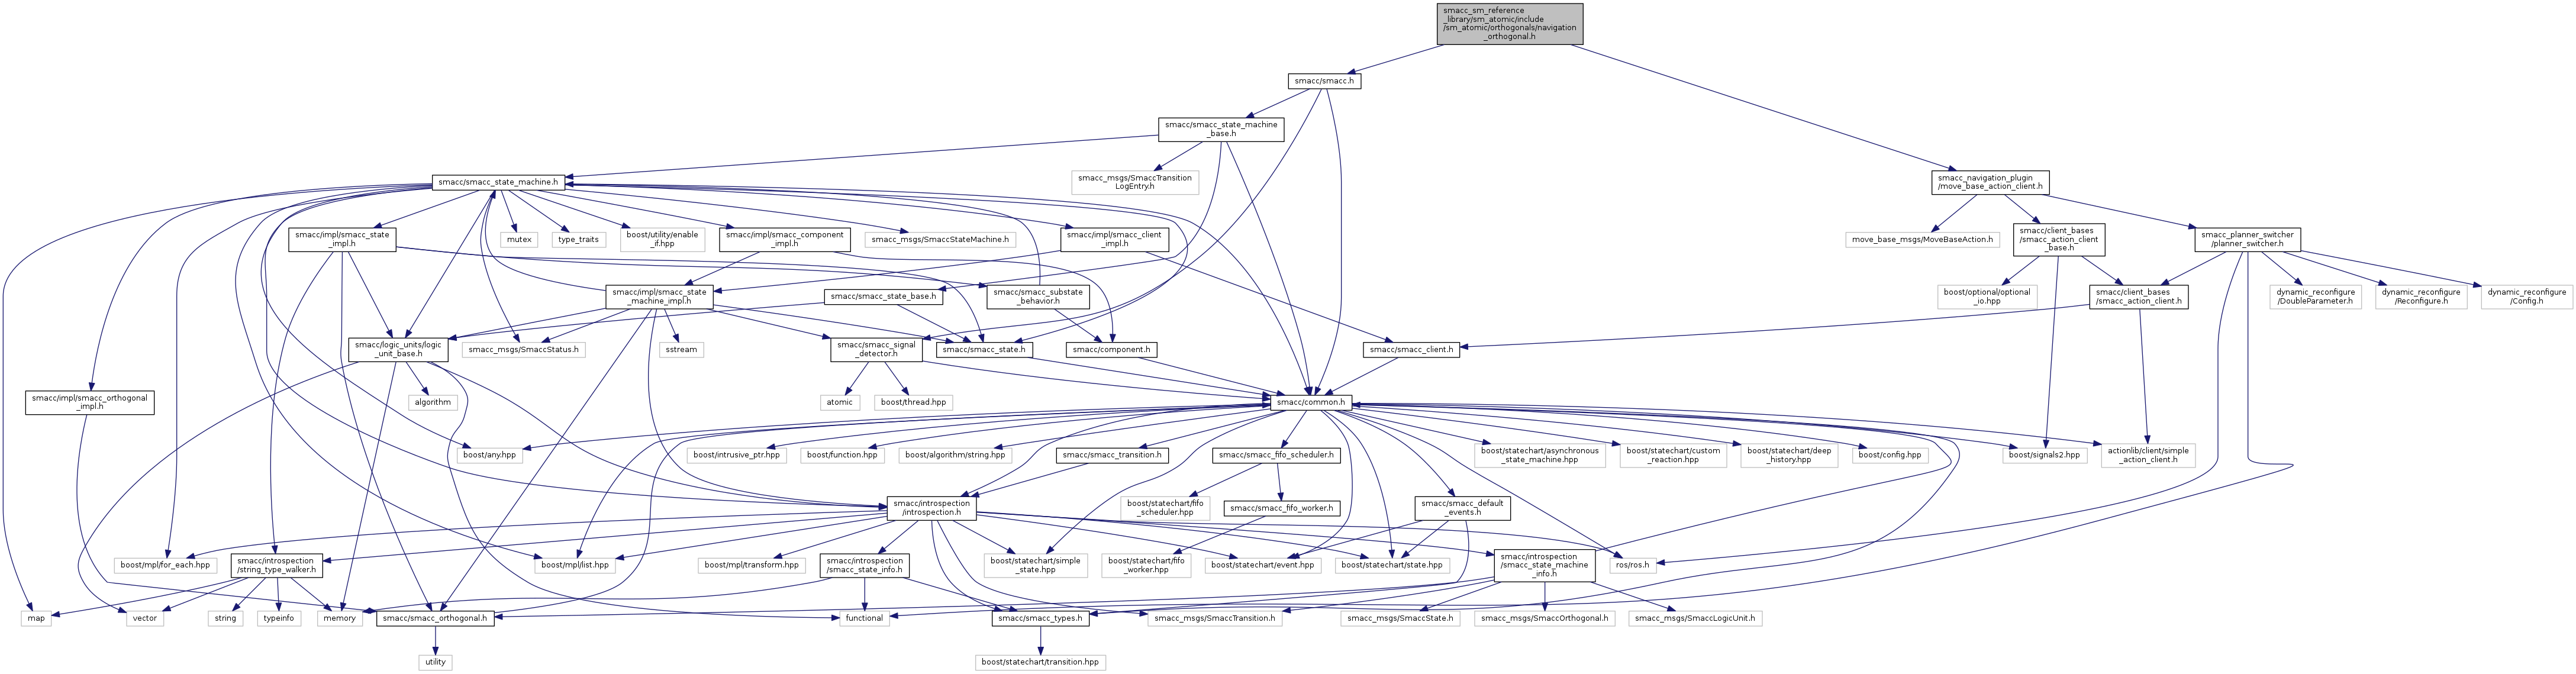 smacc_sm_reference
_library/sm_atomic/include
/sm_atomic/orthogonals/navigation
_orthogonal.h
smacc/smacc.h
smacc/smacc_state_machine
_base.h
smacc/smacc_state_machine.h
smacc_msgs/SmaccTransition
LogEntry.h
smacc_navigation_plugin
/move_base_action_client.h
smacc/impl/smacc_state
_impl.h
mutex
type_traits
boost/utility/enable
_if.hpp
smacc/impl/smacc_component
_impl.h
smacc_msgs/SmaccStateMachine.h
smacc/impl/smacc_client
_impl.h
move_base_msgs/MoveBaseAction.h
smacc/client_bases
/smacc_action_client
_base.h
smacc_planner_switcher
/planner_switcher.h
smacc/impl/smacc_state
_machine_impl.h
smacc/smacc_state_base.h
smacc/smacc_substate
_behavior.h
boost/optional/optional
_io.hpp
smacc/client_bases
/smacc_action_client.h
dynamic_reconfigure
/DoubleParameter.h
dynamic_reconfigure
/Reconfigure.h
dynamic_reconfigure
/Config.h
smacc/logic_units/logic
_unit_base.h
smacc_msgs/SmaccStatus.h
sstream
smacc/smacc_signal
_detector.h
smacc/smacc_state.h
smacc/component.h
smacc/smacc_client.h
smacc/impl/smacc_orthogonal
_impl.h
algorithm
atomic
boost/thread.hpp
smacc/common.h
boost/any.hpp
boost/intrusive_ptr.hpp
boost/function.hpp
boost/algorithm/string.hpp
smacc/smacc_transition.h
smacc/smacc_fifo_scheduler.h
boost/statechart/asynchronous
_state_machine.hpp
boost/statechart/custom
_reaction.hpp
boost/statechart/deep
_history.hpp
boost/config.hpp
boost/signals2.hpp
actionlib/client/simple
_action_client.h
smacc/introspection
/introspection.h
boost/statechart/fifo
_scheduler.hpp
smacc/smacc_fifo_worker.h
smacc/smacc_default
_events.h
boost/mpl/for_each.hpp
smacc/introspection
/string_type_walker.h
boost/mpl/list.hpp
boost/mpl/transform.hpp
smacc/introspection
/smacc_state_info.h
boost/statechart/simple
_state.hpp
boost/statechart/fifo
_worker.hpp
boost/statechart/event.hpp
boost/statechart/state.hpp
smacc/introspection
/smacc_state_machine
_info.h
ros/ros.h
map
vector
string
typeinfo
memory
smacc/smacc_orthogonal.h
functional
smacc/smacc_types.h
smacc_msgs/SmaccTransition.h
smacc_msgs/SmaccState.h
smacc_msgs/SmaccOrthogonal.h
smacc_msgs/SmaccLogicUnit.h
utility
boost/statechart/transition.hpp